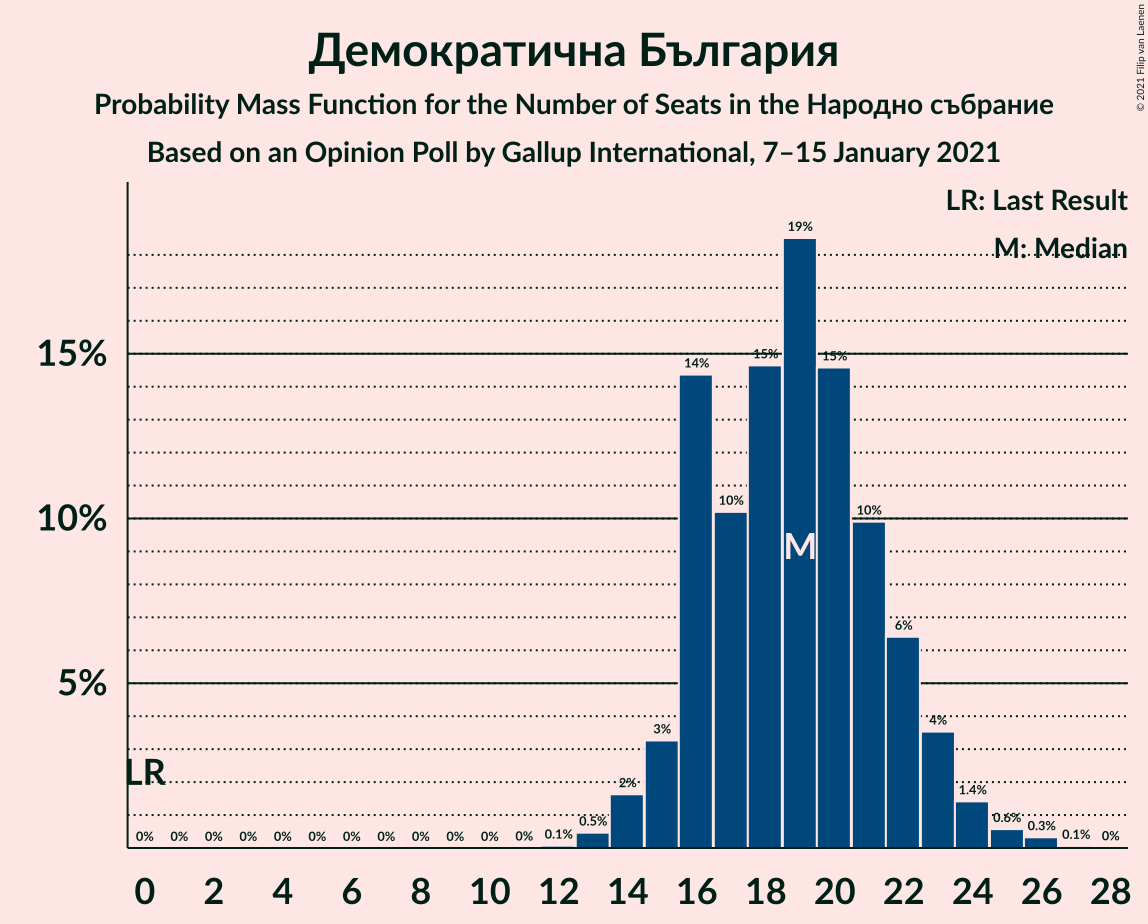 Демократична България
Probability Mass Function for the Number of Seats in the Народно събрание
Based on an Opinion Poll by Gallup International, 7–15 January 2021
© 2021 Filip van Laenen
LR: Last Result
M: Median
19%
15%
14%
15%
15%
10%
10%
10%
M
6%
5%
4%
3%
LR
2%
1.4%
0% 0% 0% 0% 0% 0% 0% 0% 0% 0% 0% 0% 0.1% 0.5% 0.6% 0.3% 0.1% 0%
0 2 4 6 8 10 12 14 16 18 20 22 24 26 28